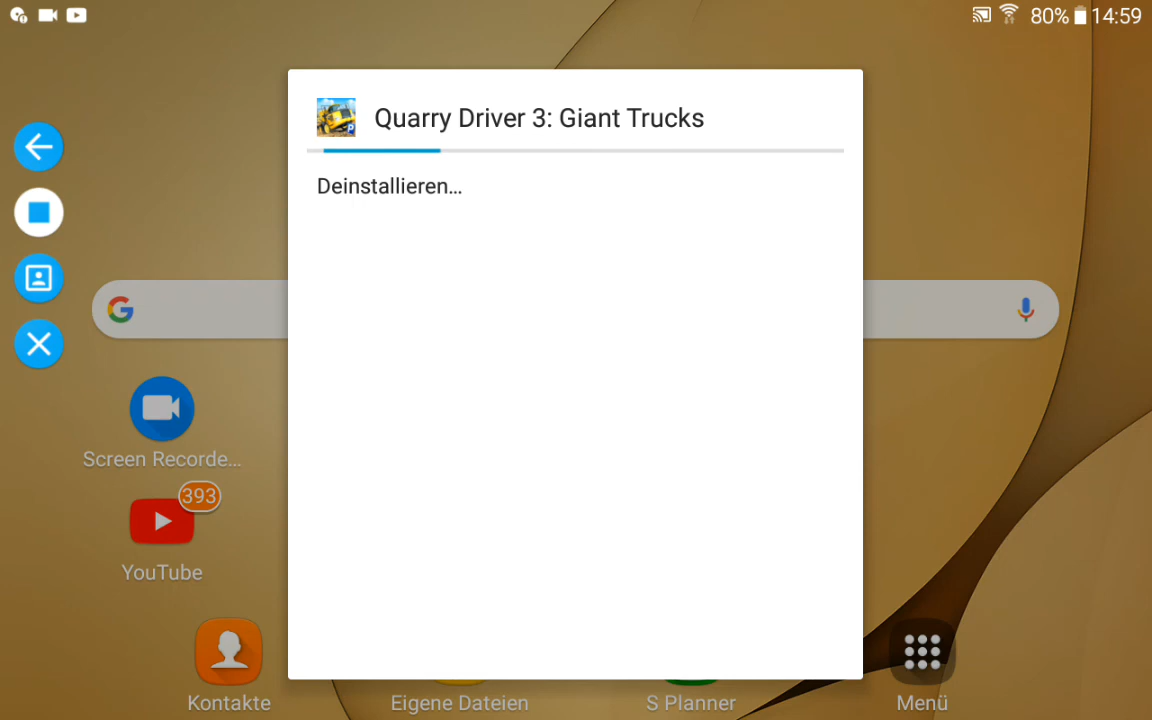 80% 14:59
Quarry Driver 3: Giant Trucks
Deinstallieren...
Screen Recorde...
393
YouTube
Kontakte
Eigene Dateien
S Planner
Menü